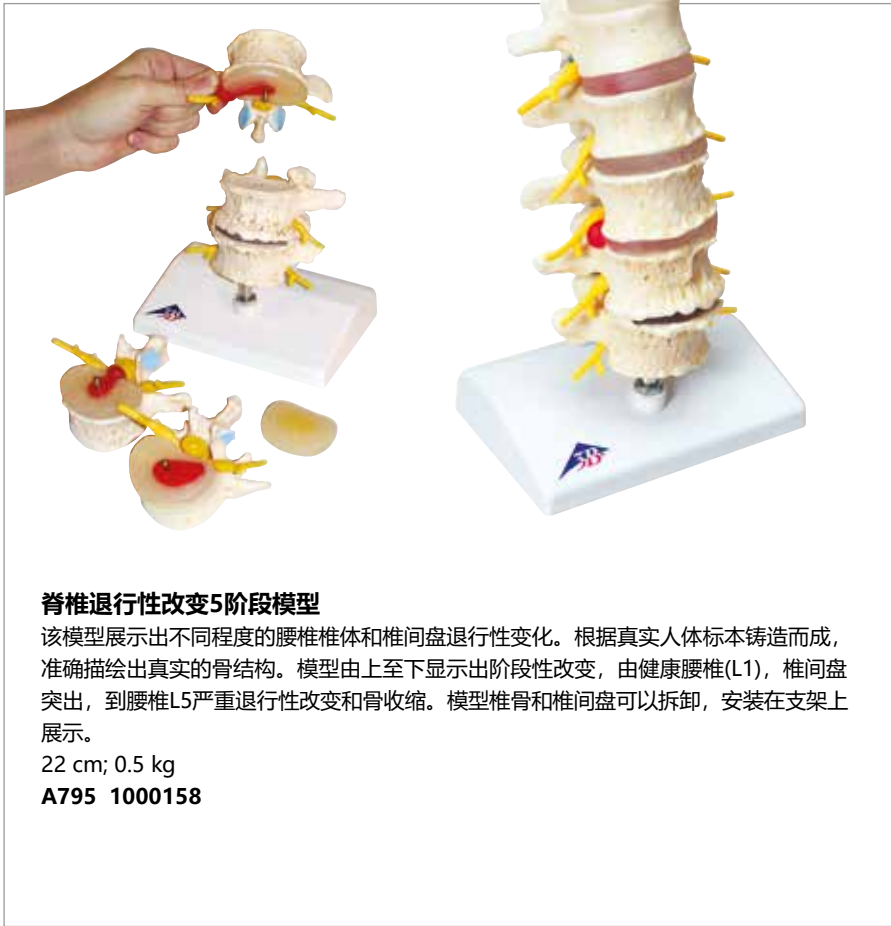 3B
脊椎退行性改变5阶段模型
该模型展示出不同程度的腰椎椎体和椎间盘退行性变化。根据真实人体标本铸造而成，
准确描绘出真实的骨结构。模型由上至下显示出阶段性改变，由健康腰椎(L1)，椎间盘
突出，到腰椎L5严重退行性改变和骨收缩。模型椎骨和椎间盘可以拆卸，安装在支架上
展示。
22 cm; 0.5 kg
A795 1000158